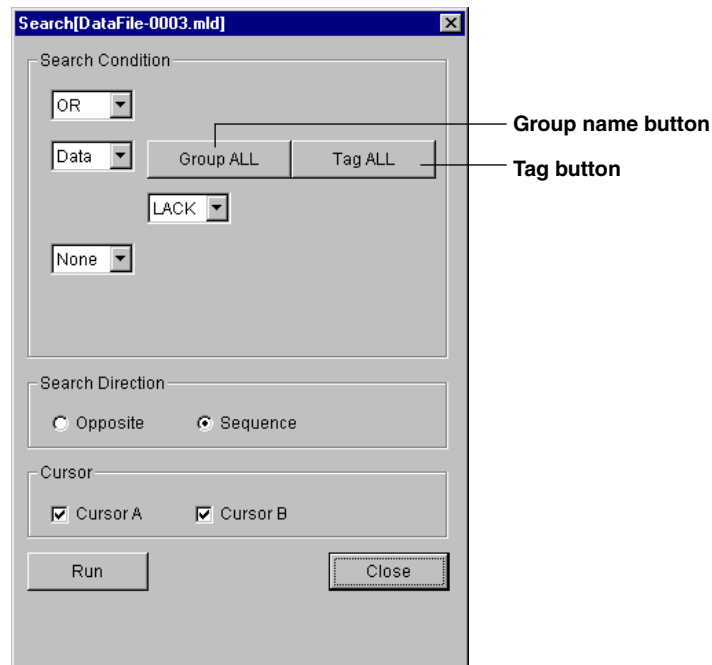 Search[DataFile-0003.mld]
Search Condition
OR
Group name button
Data Group ALL Tag ALL
Tag button
LACK
None
Search Direction
Opposite Sequence
Cursor
Cursor A Cursor B
Run Close